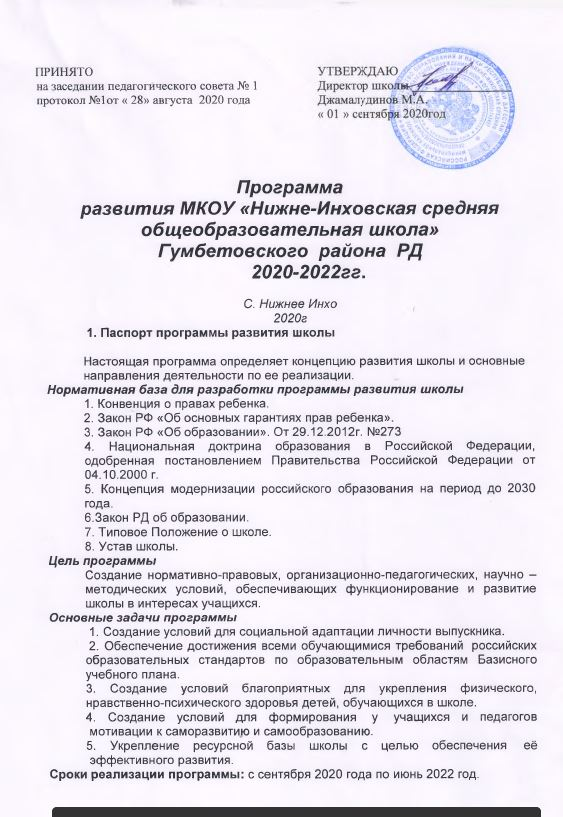 ПРИНЯТО
на заседании педагогического совета № 1
протокол №1от « 28» августа 2020 года
УТВЕРЖДАЮ
Директор школы
Джамалудинов М.А.
« 01 » сентября 2020год
Программа
развития МКОУ «Нижне-Инховская средняя
общеобразовательная школа»
Гумбетовского района РД
2020-2022гг.
С. Нижнее Инхо
2020г
1. Паспорт программы развития школы
Настоящая программа определяет концепцию развития школы и основные
направления деятельности по ее реализации.
Нормативная база для разработки программы развития школы
1. Конвенция о правах ребенка.
2. Закон РФ «Об основных гарантиях прав ребенка».
3. Закон РФ «Об образовании». От 29.12.2012г. №273
4. Национальная доктрина образования в Российской Федерации,
одобренная постановлением Правительства Российской Федерации от
04.10.2000 г.
5. Концепция модернизации российского образования на период до 2030
года.
6.Закон РД об образовании.
7. Типовое Положение о школе.
8. Устав школы.
Цель программы
Создание нормативно-правовых, организационно-педагогических, научно –
методических условий, обеспечивающих функционирование и развитие
школы в интересах учащихся.
Основные задачи программы
1. Создание условий для социальной адаптации личности выпускника.
2. Обеспечение достижения всеми обучающимися требований российских
образовательных стандартов по образовательным областям Базисного
учебного плана.
3. Создание условий благоприятных для укрепления физического,
нравственно-психического здоровья детей, обучающихся в школе.
4. Создание условий для формирования у учащихся и педагогов
мотивации к саморазвитию и самообразованию.
5. Укрепление ресурсной базы школы с целью обеспечения её
эффективного развития.
Сроки реализации программы: с сентября 2020 года по июнь 2022 год.